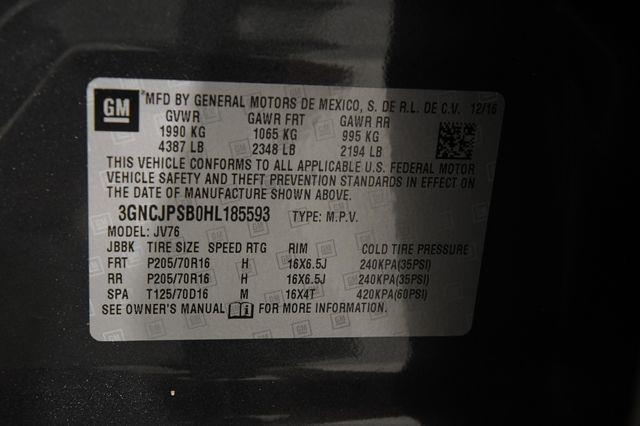 GM MFD BY GENERAL MOTORS DE MEXICO, S. DE R.L. DE C.V. 12/16
GVWR GAWR FRT GAWR RR
1990 KG 1065 KG 995 KG
4387 LB 2348 LB 2194 LB
THIS VEHICLE CONFORMS TO ALL APPLICABLE U.S. FEDERAL MOTOR
VEHICLE SAFETY AND THEFT PREVENTION STANDARDS IN EFFECT ON
THE DATE OF MANUFACTURE SHOWN ABOVE.
3GNCJPSB0HL185593 TYPE: M.P.V.
MODEL: JV76
JBBK TIRE SIZE SPEED RTG RIM COLD TIRE PRESSURE
FRT P205/70R16 H 16X6.5J 240KPA(35PSI)
RR P205/70R16 H 16X6.5J 240KPA(35PSI)
SPA T125/70D16 M 16X4T 420KPA(60PSI)
SEE OWNER'S MANUAL FOR MORE INFORMATION.